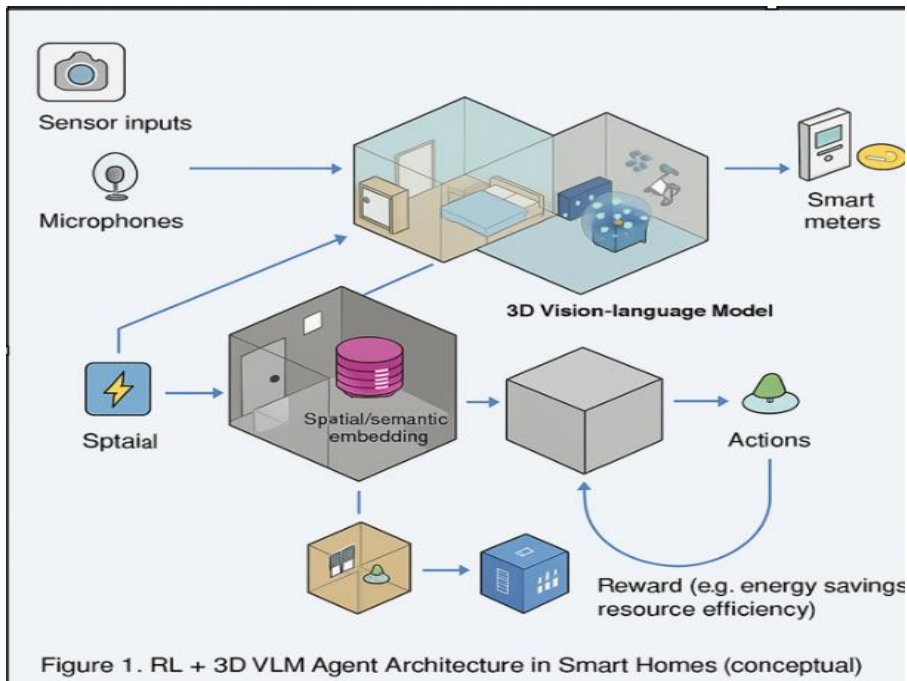 Sensor inputs
Microphones
Smart
meters
3D Vision-language Model
Sptaial
Spatial/semantic
embedding
Actions
Reward (e.g. energy savings
resource efficiency)
Figure 1. RL + 3D VLM Agent Architecture in Smart Homes (conceptual)